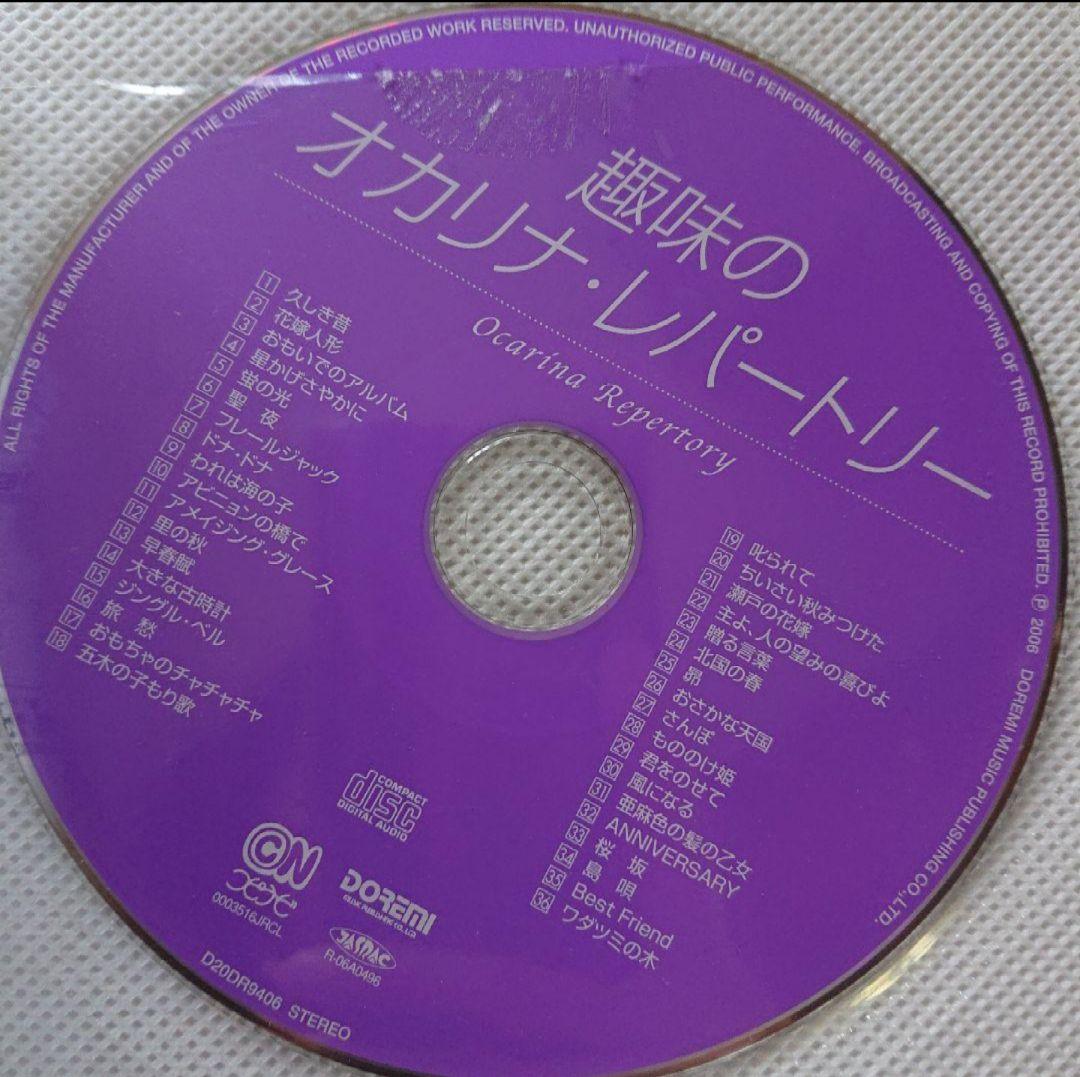 ALL RIGHTS OF THE MANUFACTURER AND OF THE OWNER OF THE RECORDED WORK RESERVED. UNAUTHORIZED PUBLIC PERFORMANCE. BROADCASTING AND COPYING OF THIS RECORD PROHIBITED. Ⓟ 2006 DOREMI MUSIC PUBLISHING CO.,LTD.
趣味の
オカリナ・レパートリー
Ocarina Repertory
1 久しき昔
2 花嫁人形
3 おもいでのアルバム
4 星かげさやかに
5 蛍の光
6 聖 夜
7 フレールジャック
8 ドナ・ドナ
9 われは海の子
10 アビニョンの橋で
11 アメイジング・グレース
12 里の秋
13 早春賦
14 大きな古時計
15 ジングル・ベル
16 旅 愁
17 おもちゃのチャチャチャ
18 五木の子もり歌
19 叱られて
20 ちいさい秋みつけた
21 瀬戸の花嫁
22 主よ、人の望みの喜びよ
23 贈る言葉
24 北国の春
25 昴
26 おさかな天国
27 さんぽ
28 もののけ姫
29 君をのせて
30 風になる
31 亜麻色の髪の乙女
32 ANNIVERSARY
33 桜 坂
34 島 唄
35 Best Friend
36 ワダツミの木
COMPACT
disc
DIGITAL AUDIO
0003516JRCL
DOREMI
MUSIC PUBLISHING CO.,LTD.
JASRAC
R-06A0496
D20DR9406 STEREO